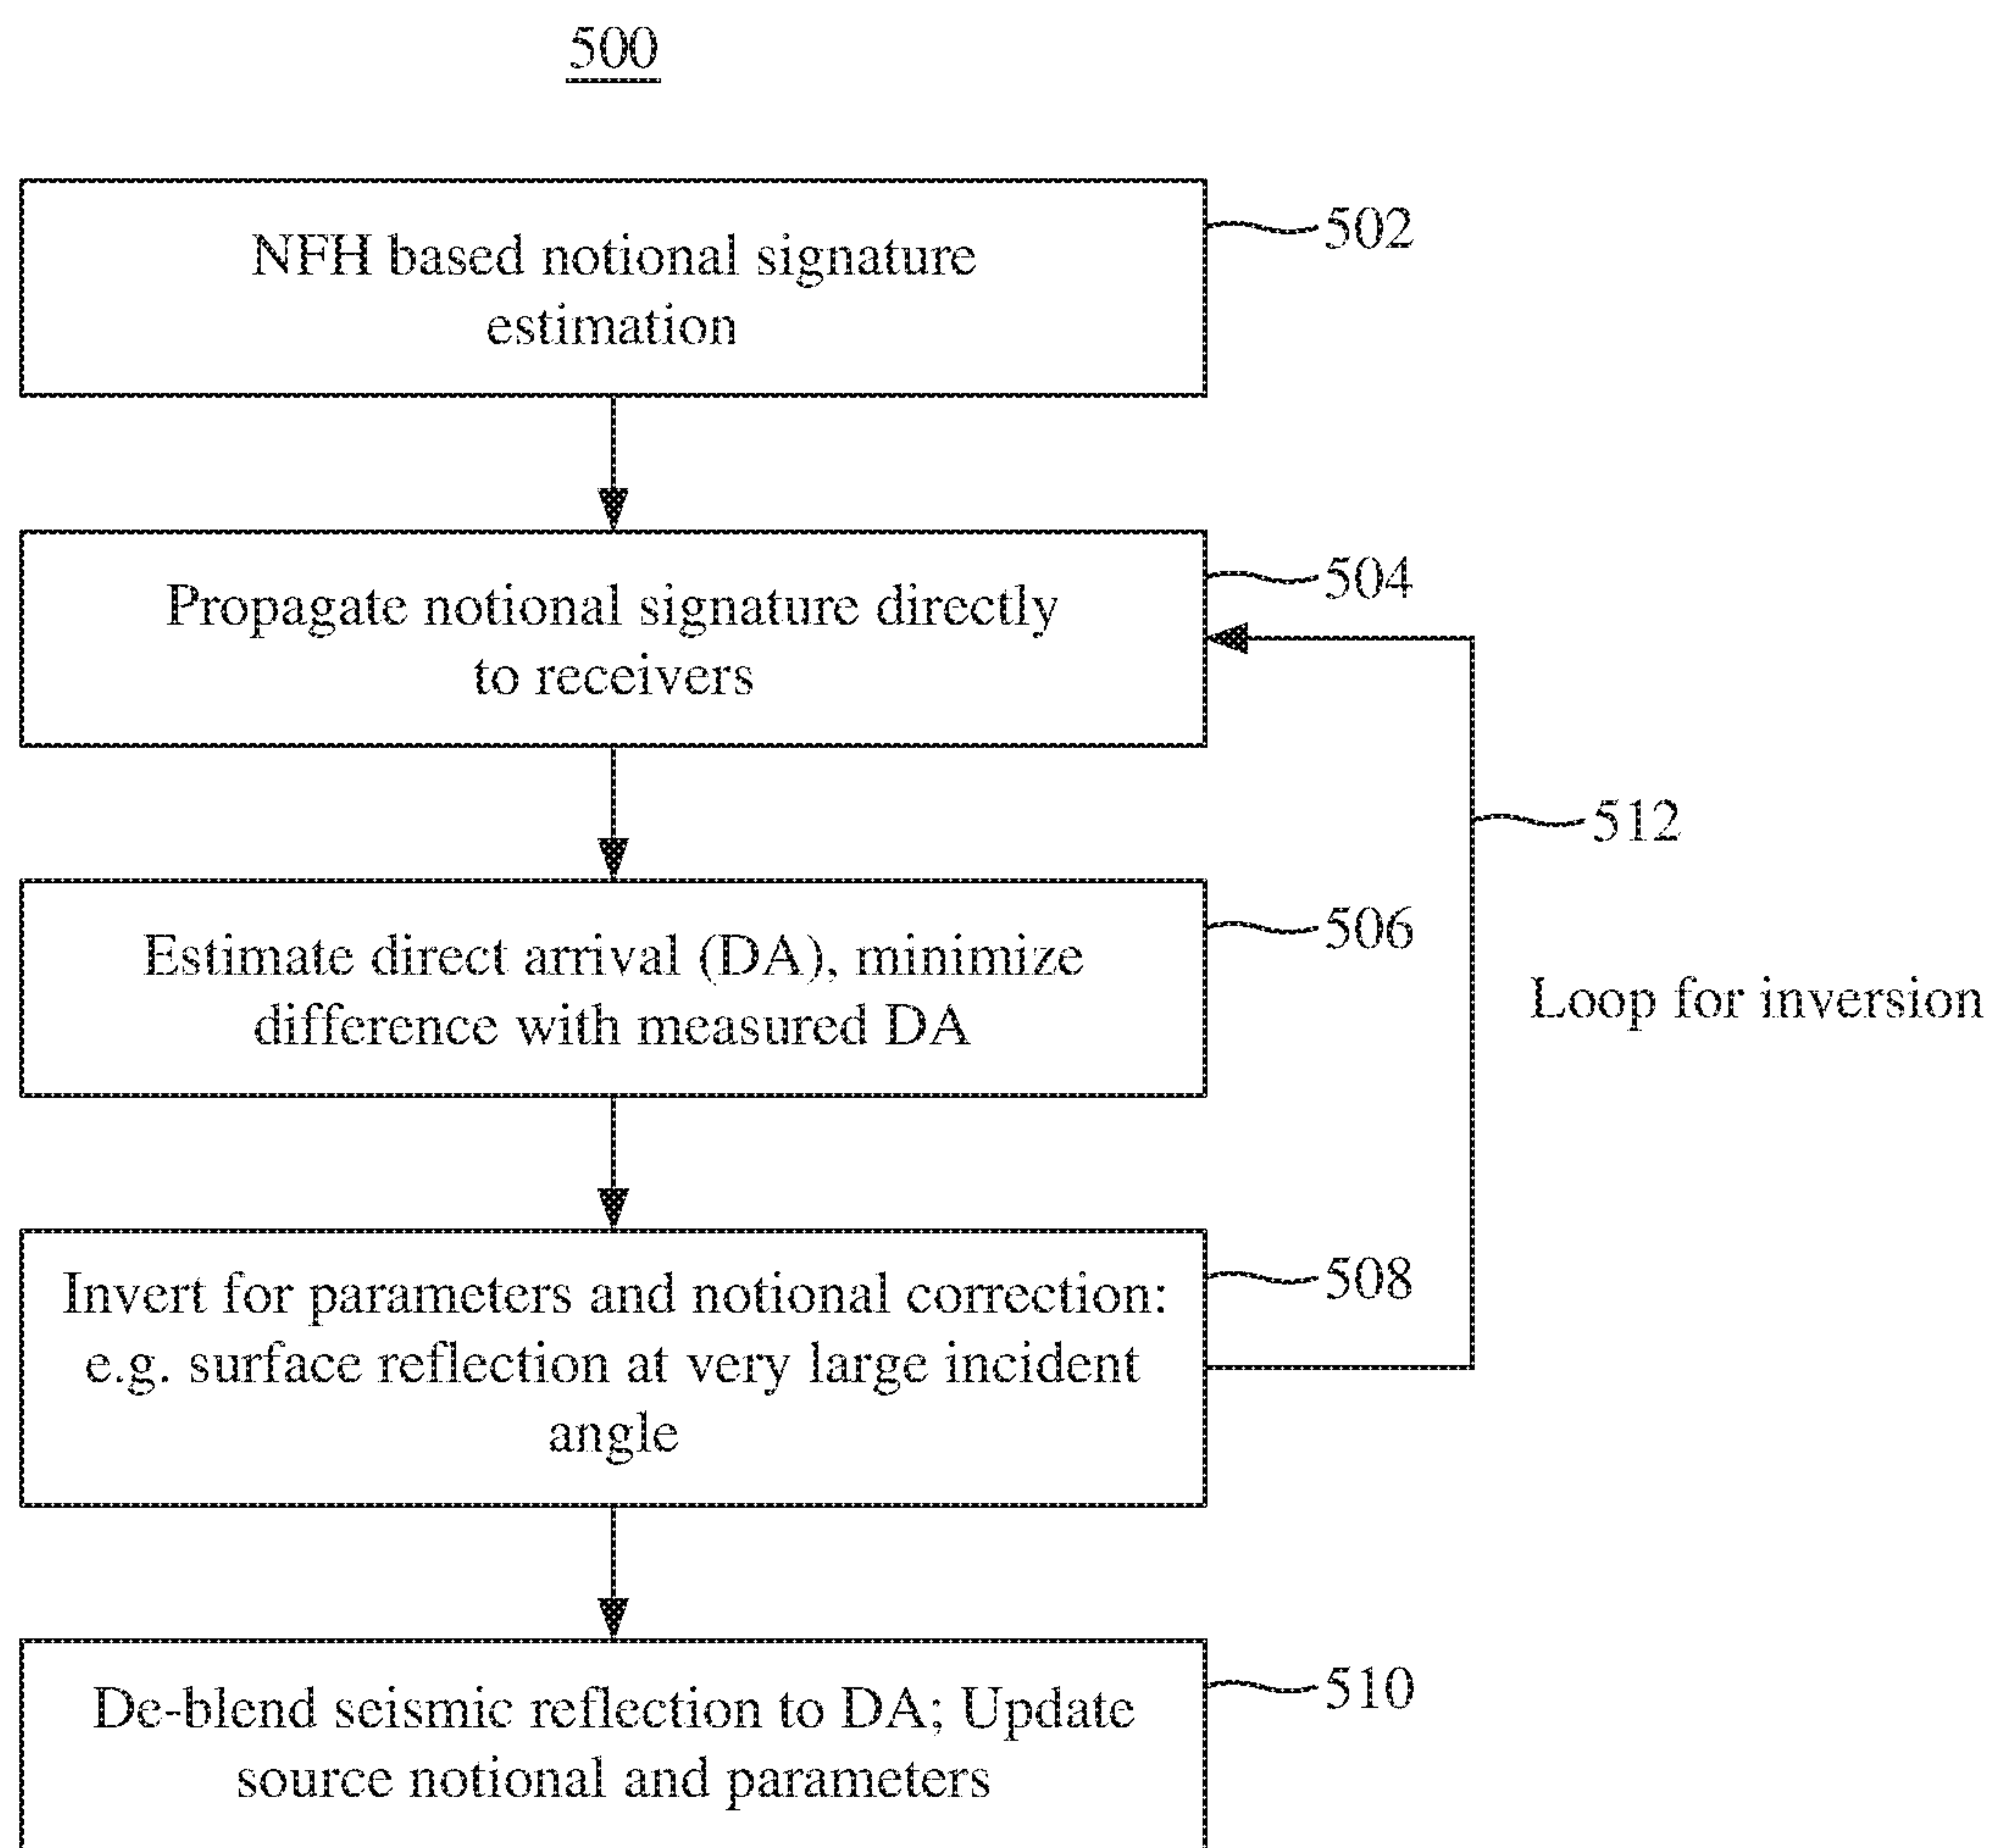 500
NFH based notional signature
estimation
502
Propagate notional signature directly
to receivers
504
512
Estimate direct arrival (DA), minimize
difference with measured DA
506
Loop for inversion
Invert for parameters and notional correction:
e.g. surface reflection at very large incident
angle
508
De-blend seismic reflection to DA; Update
source notional and parameters
510